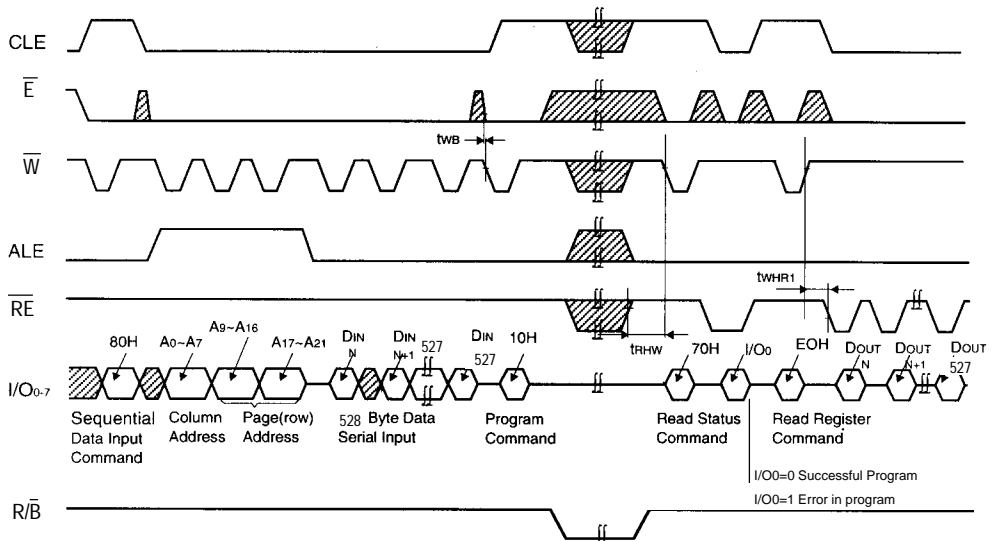 CLE
E
tWB
W
ALE
tWHR1
RE
tRHW
80H A0~A7 A9~A16 A17~A21 DIN N DIN N+1 527 DIN 527 10H 70H I/O0 EOH DOUT N DOUT N+1 DOUT 527
I/O0-7
Sequential Data Input Command
Column Address
Page(row) Address
528 Byte Data Serial Input
Program Command
Read Status Command
Read Register Command
I/O0=0 Successful Program
I/O0=1 Error in program
R/B